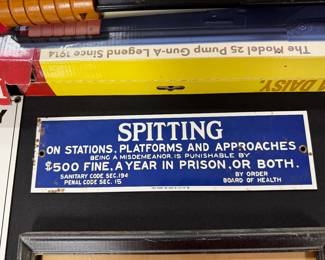 The Model 25 Pump Gun-A Legend Since 1914
DAISY.
SPITTING
ON STATIONS, PLATFORMS AND APPROACHES
BEING A MISDEMEANOR IS PUNISHABLE BY
$500 FINE, A YEAR IN PRISON, OR BOTH.
SANITARY CODE SEC. 194
PENAL CODE SEC. 15
BY ORDER
BOARD OF HEALTH